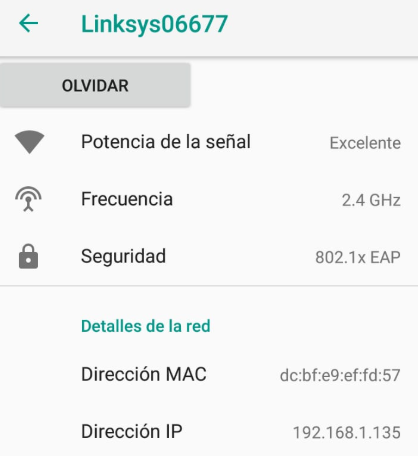 Linksys06677
OLVIDAR
Potencia de la señal Excelente
Frecuencia 2.4 GHz
Seguridad 802.1x EAP
Detalles de la red
Dirección MAC dc:bf:e9:ef:fd:57
Dirección IP 192.168.1.135